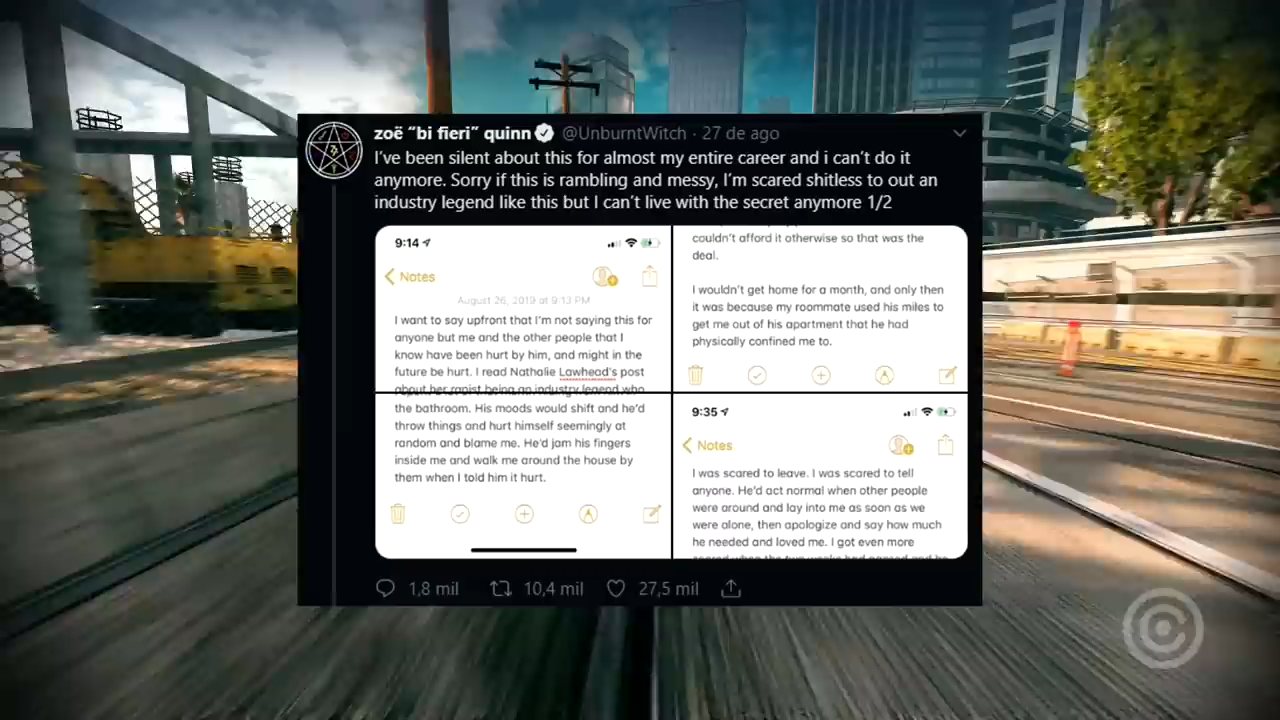 zoë “bi fieri” quinn @UnburntWitch · 27 de ago
I’ve been silent about this for almost my entire career and i can’t do it
anymore. Sorry if this is rambling and messy, I’m scared shitless to out an
industry legend like this but I can’t live with the secret anymore 1/2
9:14
Notes
August 26, 2019 at 9:13 PM
I want to say upfront that I'm not saying this for
anyone but me and the other people that I
know have been hurt by him, and might in the
future be hurt. I read Nathalie Lawhead's post
about her rapist being an industry legend who
couldn't afford it otherwise so that was the
deal.
I wouldn't get home for a month, and only then
it was because my roommate used his miles to
get me out of his apartment that he had
physically confined me to.
the bathroom. His moods would shift and he'd
throw things and hurt himself seemingly at
random and blame me. He'd jam his fingers
inside me and walk me around the house by
them when I told him it hurt.
9:35
Notes
I was scared to leave. I was scared to tell
anyone. He'd act normal when other people
were around and lay into me as soon as we
were alone, then apologize and say how much
he needed and loved me. I got even more
1,8 mil
10,4 mil
27,5 mil